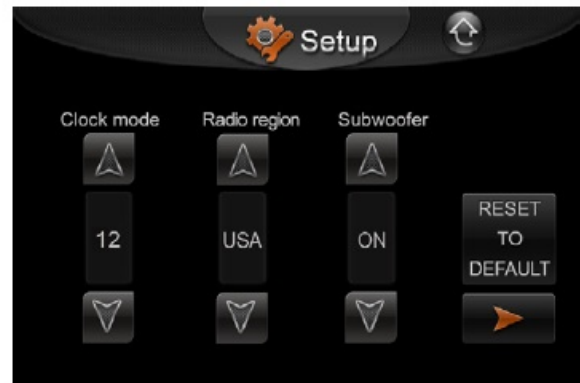 Setup
Clock mode Radio region Subwoofer
12 USA ON
RESET
TO
DEFAULT